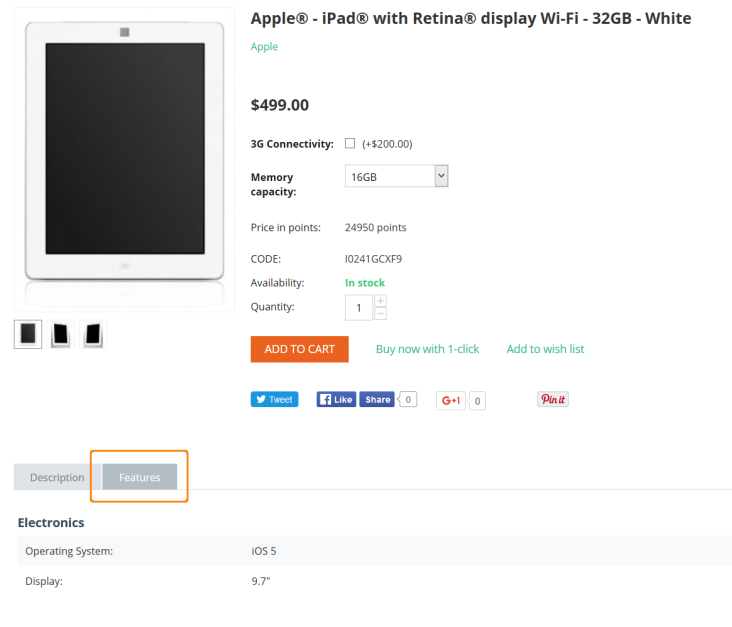 Apple® - iPad® with Retina® display Wi-Fi - 32GB - White
Apple
$499.00
3G Connectivity: (+$200.00)
Memory capacity: 16GB
Price in points: 24950 points
CODE: I0241GCXF9
Availability: In stock
Quantity: 1 + −
ADD TO CART Buy now with 1-click Add to wish list
Tweet Like Share 0 G+1 0 Pin it
Description Features
Electronics
Operating System: iOS 5
Display: 9.7"